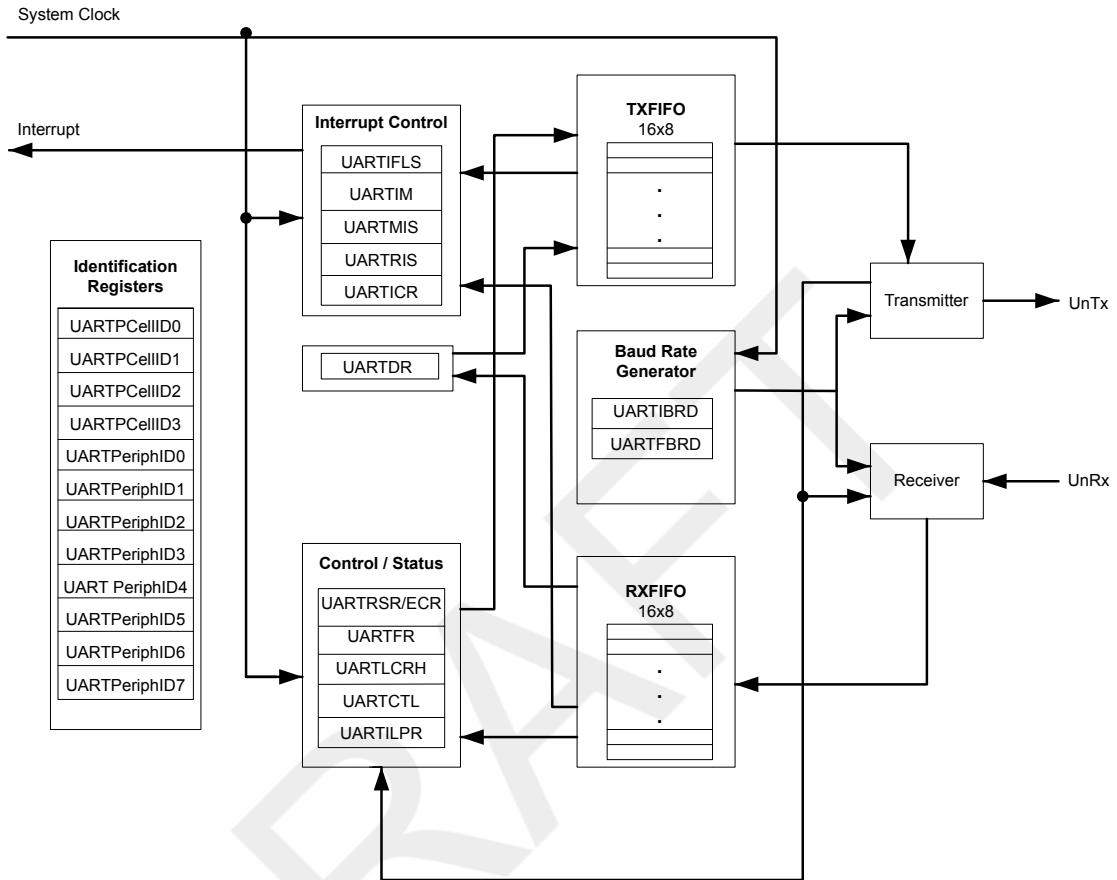 System Clock
Interrupt
Identification
Registers
UARTPCellID0
UARTPCellID1
UARTPCellID2
UARTPCellID3
UARTPeriphID0
UARTPeriphID1
UARTPeriphID2
UARTPeriphID3
UART PeriphID4
UARTPeriphID5
UARTPeriphID6
UARTPeriphID7
Interrupt Control
UARTIFLS
UARTIM
UARTMIS
UARTRIS
UARTICR
UARTDR
Control / Status
UARTRSR/ECR
UARTFR
UARTLCRH
UARTCTL
UARTILPR
TXFIFO
16x8
.
.
.
Baud Rate
Generator
UARTIBRD
UARTFBRD
RXFIFO
16x8
.
.
.
Transmitter
UnTx
Receiver
UnRx
RAFT